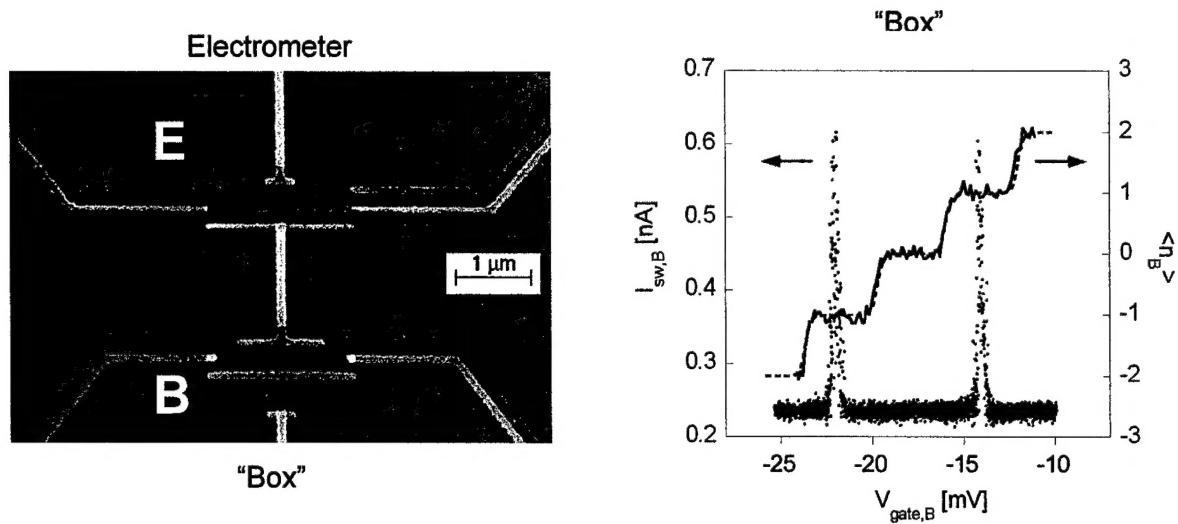 Electrometer
E
1 µm
B
"Box"
"Box"
0.7
0.6
0.5
0.4
0.3
0.2
I_sw,B [nA]
3
2
1
0
-1
-2
-3
<n_B>
-25
-20
-15
-10
V_gate,B [mV]